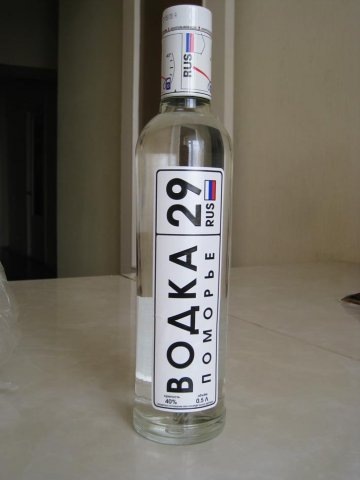 RUS
ВОДКА 29
ПОМОРЬЕ RUS
крепость
40%
объем
0.5 Л